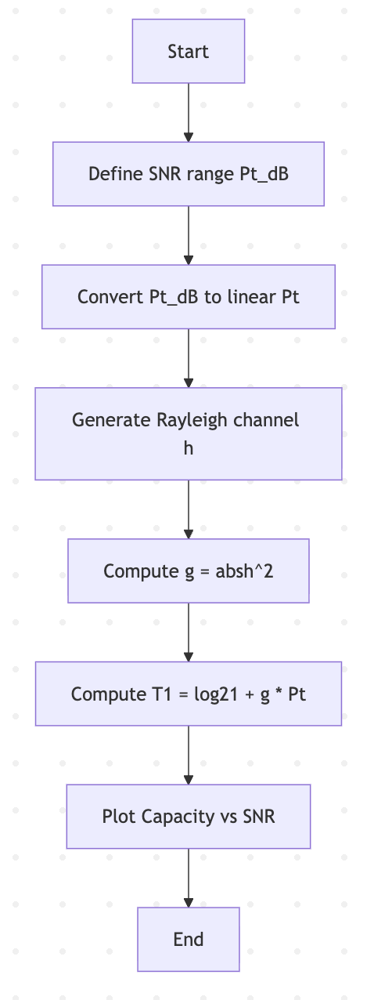 Start
Define SNR range Pt_dB
Convert Pt_dB to linear Pt
Generate Rayleigh channel
h
Compute g = absh^2
Compute T1 = log21 + g * Pt
Plot Capacity vs SNR
End